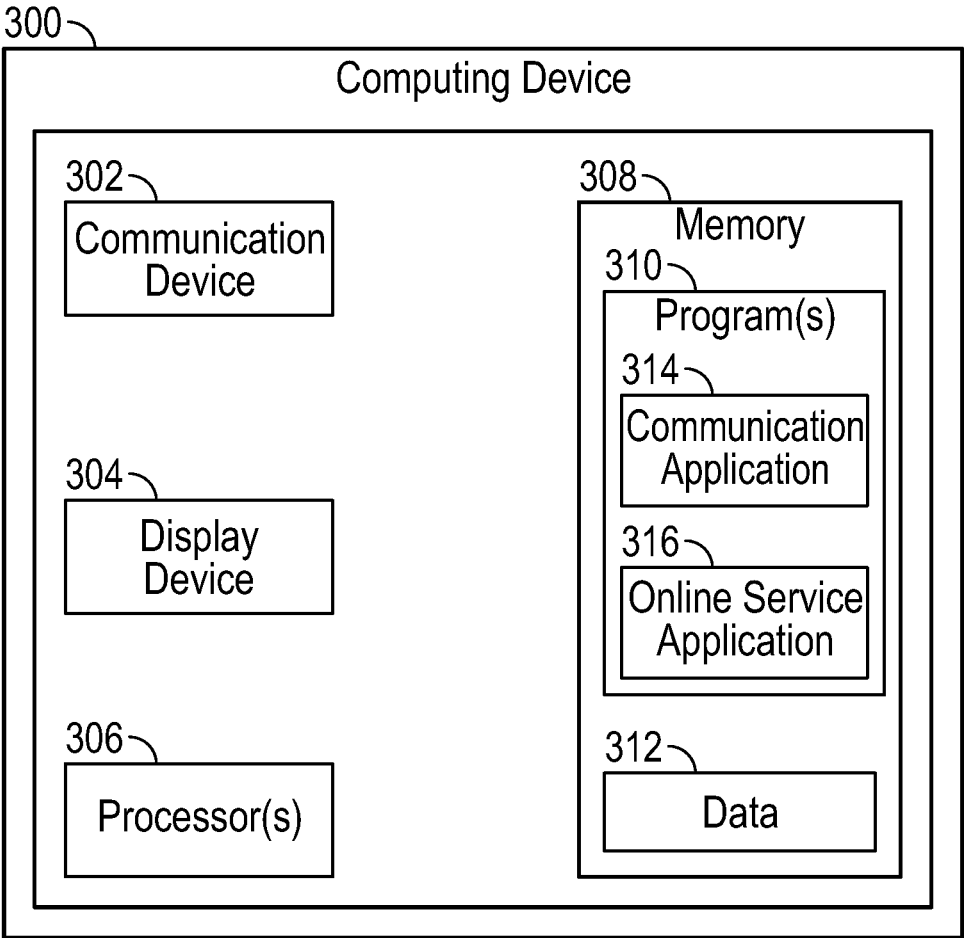 300
Computing Device
302
Communication
Device
304
Display
Device
306
Processor(s)
308
Memory
310
Program(s)
314
Communication
Application
316
Online Service
Application
312
Data